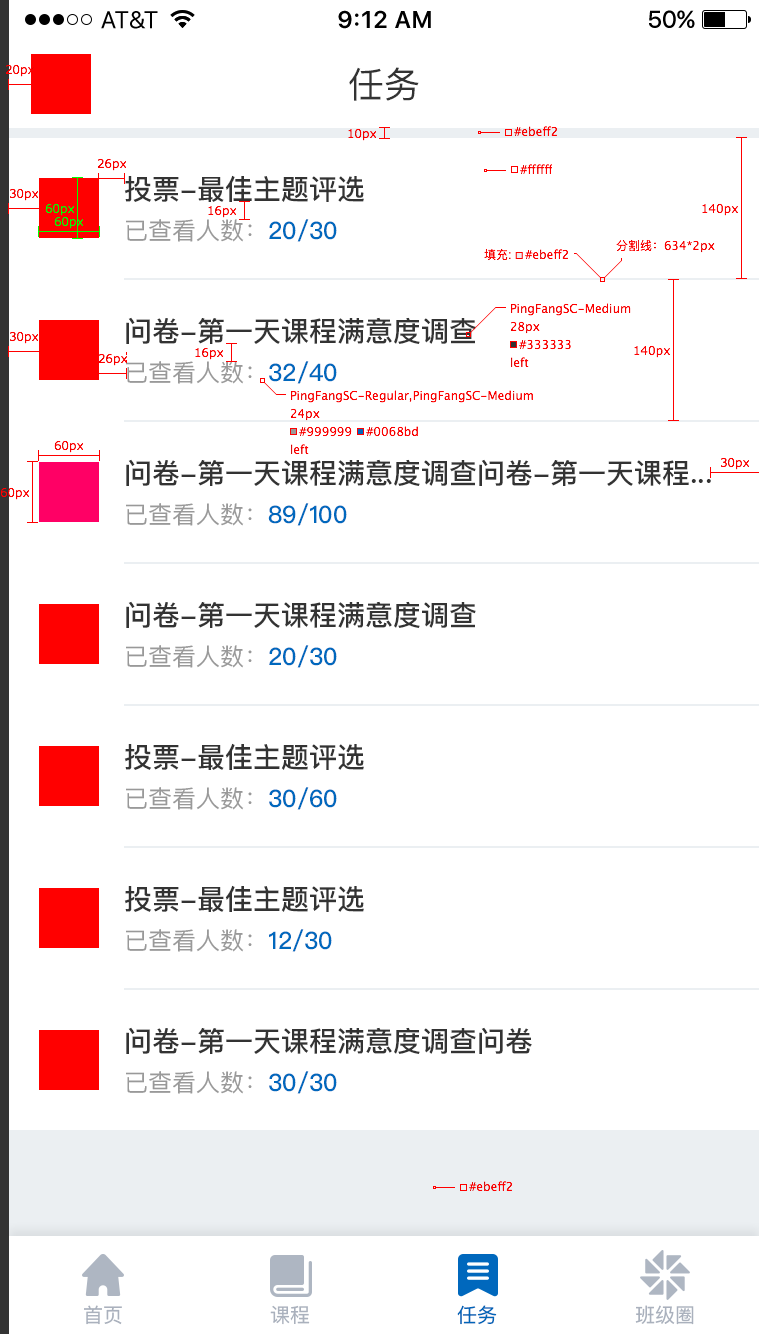 AT&T 9:12 AM 50%
20px
任务
10px #ebeff2
#ffffff
26px
投票-最佳主题评选
30px 60px 16px 140px
60px
已查看人数：20/30
填充: #ebeff2 分割线：634*2px
PingFangSC-Medium
28px
#333333
left
问卷-第一天课程满意度调查
30px 16px 140px
26px
已查看人数：32/40
PingFangSC-Regular,PingFangSC-Medium
24px
#999999 #0068bd
left
60px
问卷-第一天课程满意度调查问卷-第一天课程...
30px
已查看人数：89/100
问卷-第一天课程满意度调查
已查看人数：20/30
投票-最佳主题评选
已查看人数：30/60
投票-最佳主题评选
已查看人数：12/30
问卷-第一天课程满意度调查问卷
已查看人数：30/30
#ebeff2
首页 课程 任务 班级圈